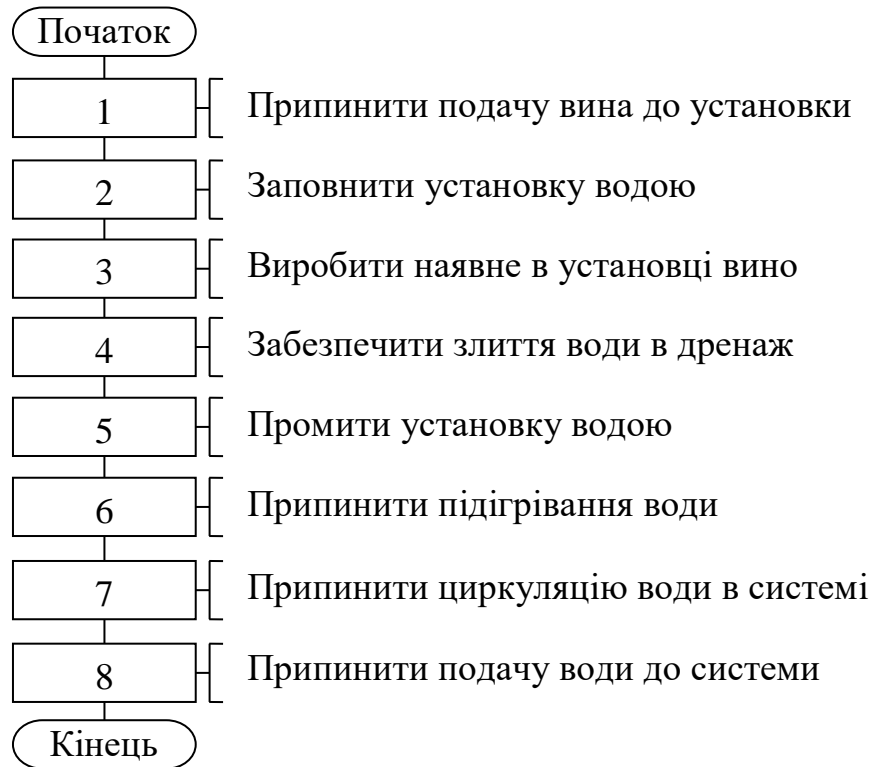 Початок
1 Припинити подачу вина до установки
2 Заповнити установку водою
3 Виробити наявне в установці вино
4 Забезпечити злиття води в дренаж
5 Промити установку водою
6 Припинити підігрівання води
7 Припинити циркуляцію води в системі
8 Припинити подачу води до системи
Кінець